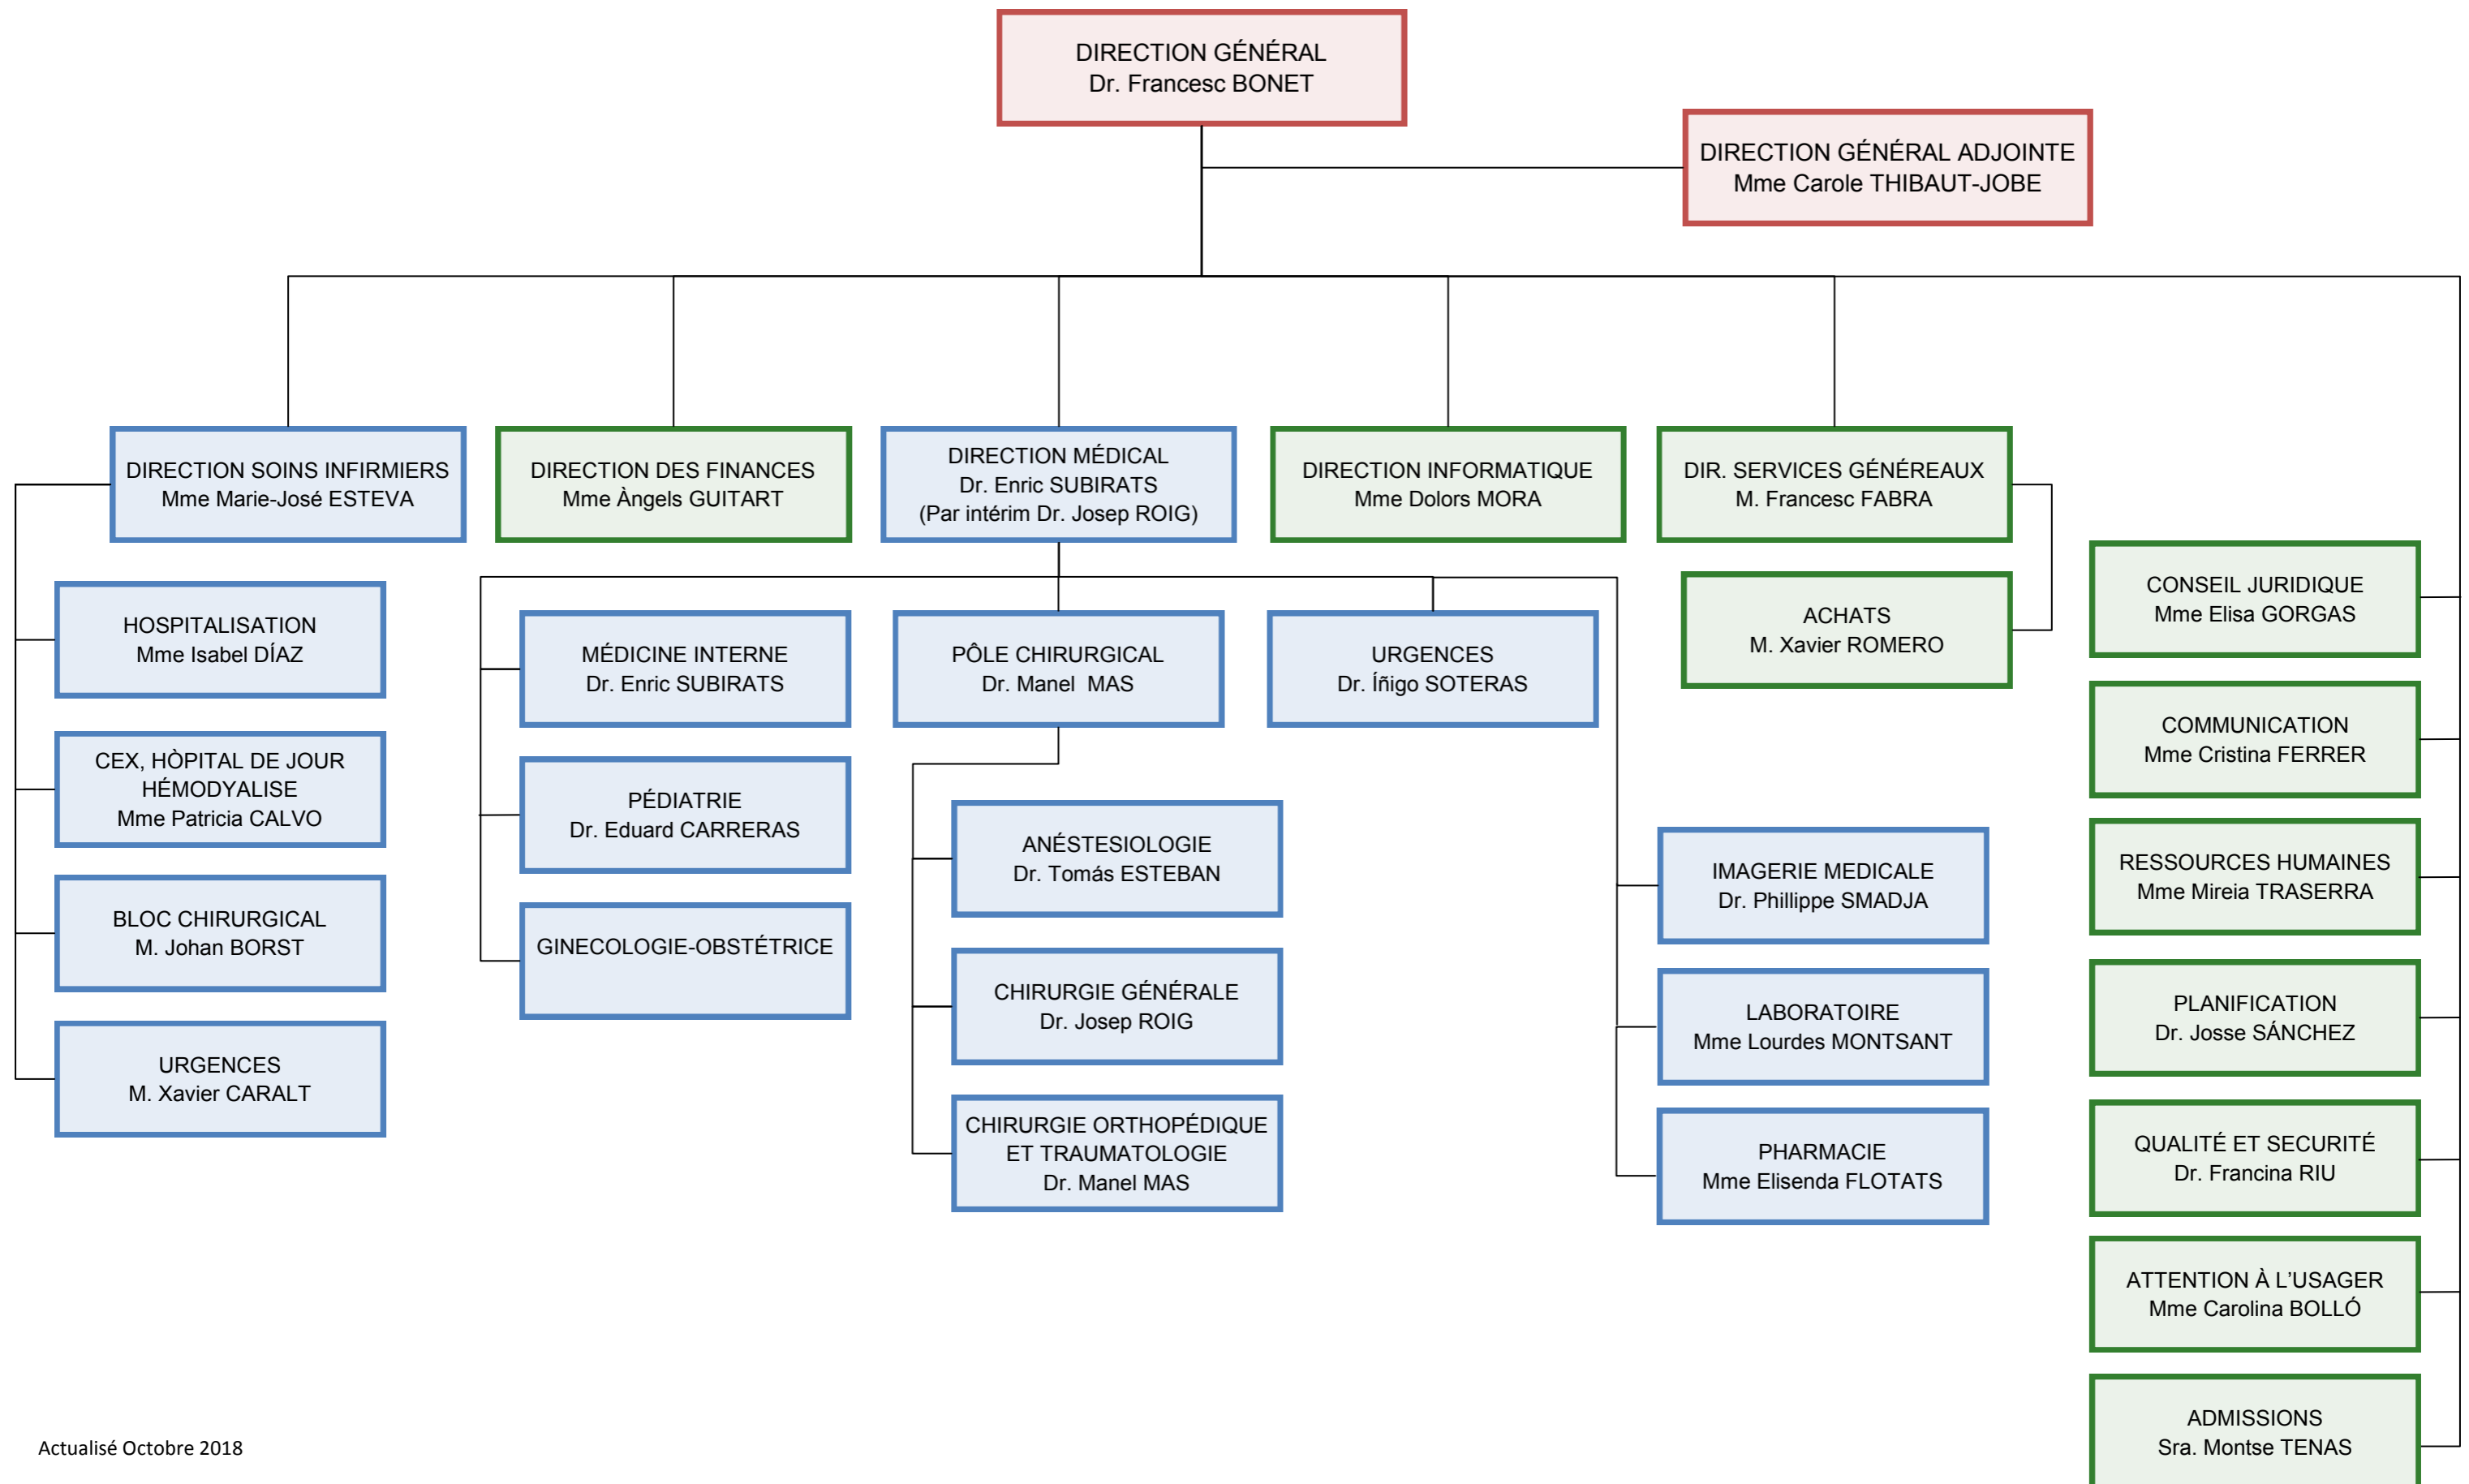 DIRECTION GÉNÉRAL
Dr. Francesc BONET
DIRECTION GÉNÉRAL ADJOINTE
Mme Carole THIBAUT-JOBE
DIRECTION SOINS INFIRMIERS
Mme Marie-José ESTEVA
DIRECTION DES FINANCES
Mme Àngels GUITART
DIRECTION MÉDICAL
Dr. Enric SUBIRATS
(Par intérim Dr. Josep ROIG)
DIRECTION INFORMATIQUE
Mme Dolors MORA
DIR. SERVICES GÉNÉREAUX
M. Francesc FABRA
HOSPITALISATION
Mme Isabel DÍAZ
CEX, HÒPITAL DE JOUR
HÉMODYALISE
Mme Patricia CALVO
BLOC CHIRURGICAL
M. Johan BORST
URGENCES
M. Xavier CARALT
MÉDICINE INTERNE
Dr. Enric SUBIRATS
PÉDIATRIE
Dr. Eduard CARRERAS
GINECOLOGIE-OBSTÉTRICE
PÔLE CHIRURGICAL
Dr. Manel  MAS
ANÉSTESIOLOGIE
Dr. Tomás ESTEBAN
CHIRURGIE GÉNÉRALE
Dr. Josep ROIG
CHIRURGIE ORTHOPÉDIQUE
ET TRAUMATOLOGIE
Dr. Manel MAS
URGENCES
Dr. Íñigo SOTERAS
IMAGERIE MEDICALE
Dr. Phillippe SMADJA
LABORATOIRE
Mme Lourdes MONTSANT
PHARMACIE
Mme Elisenda FLOTATS
ACHATS
M. Xavier ROMERO
CONSEIL JURIDIQUE
Mme Elisa GORGAS
COMMUNICATION
Mme Cristina FERRER
RESSOURCES HUMAINES
Mme Mireia TRASERRA
PLANIFICATION
Dr. Josse SÁNCHEZ
QUALITÉ ET SECURITÉ
Dr. Francina RIU
ATTENTION À L’USAGER
Mme Carolina BOLLÓ
ADMISSIONS
Sra. Montse TENAS
Actualisé Octobre 2018